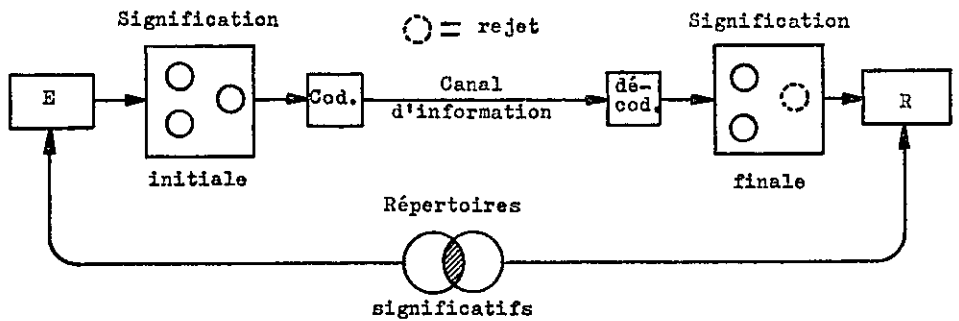 Signification
= rejet
Signification
E
Cod.
Canal
d'information
dé-
cod.
R
initiale
finale
Répertoires
significatifs